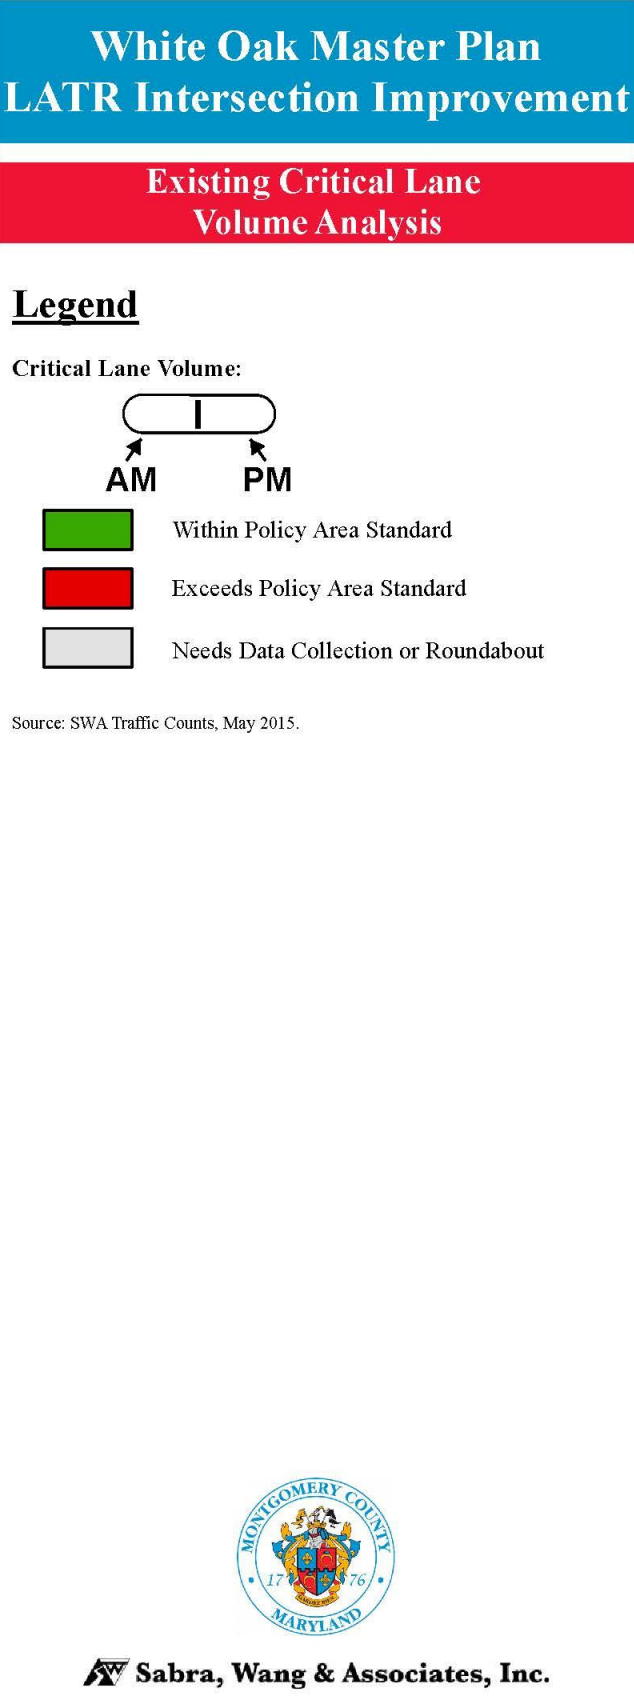 White Oak Master Plan
LATR Intersection Improvement
Existing Critical Lane
Volume Analysis
Legend
Critical Lane Volume:
AM PM
Within Policy Area Standard
Exceeds Policy Area Standard
Needs Data Collection or Roundabout
Source: SWA Traffic Counts, May 2015.
MONTGOMERY COUNTY
17 76
MARYLAND
Sabra, Wang & Associates, Inc.